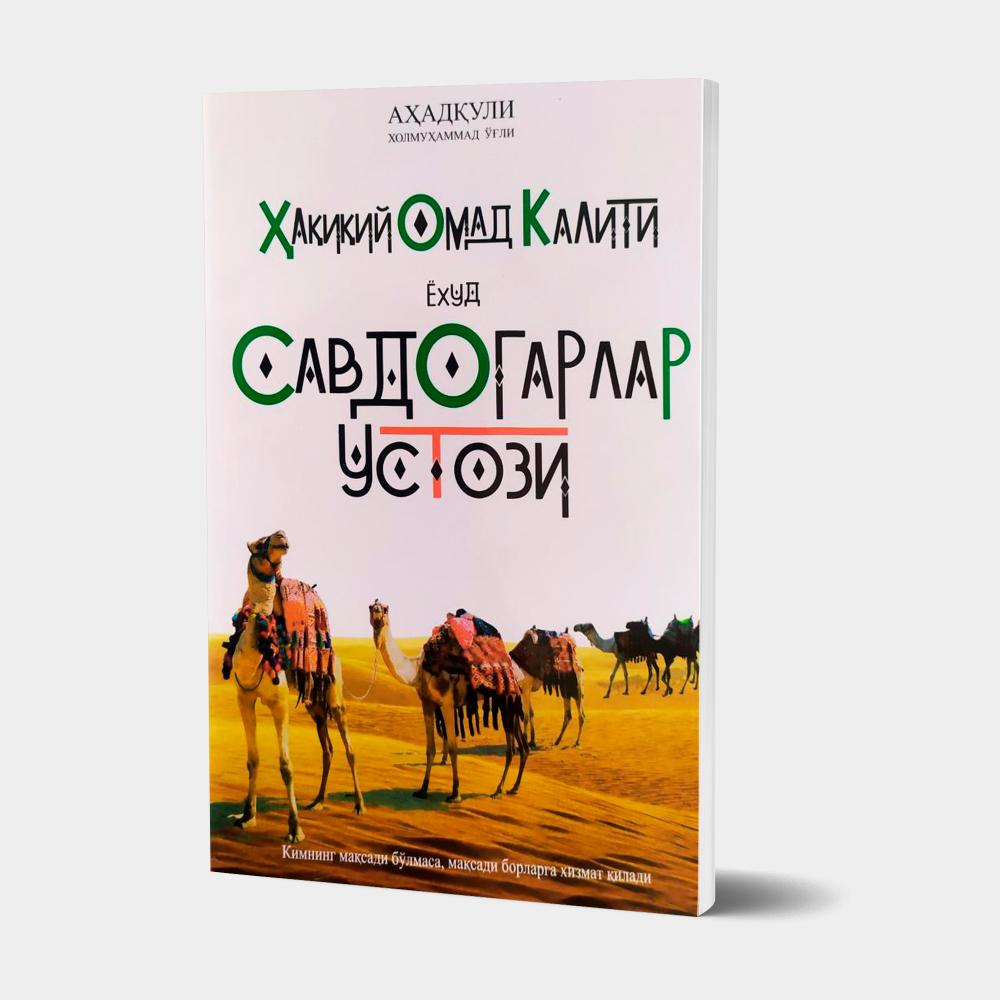 АҲАДҚУЛИ
ХОЛМУҲАММАД ЎҒЛИ
ҲАҚИҚИЙ ОМАД КАЛИТИ
ЁХУД
САВДОГАРЛАР
УСТОЗИ
Кимнинг мақсади бўлмаса, мақсади борларга хизмат қилади